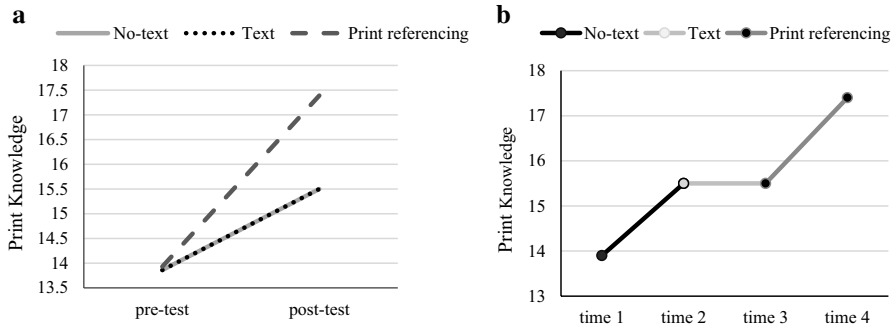 a
No-text Text Print referencing
Print Knowledge
18
17.5
17
16.5
16
15.5
15
14.5
14
13.5
pre-test post-test
b
No-text Text Print referencing
Print Knowledge
18
17
16
15
14
13
time 1 time 2 time 3 time 4